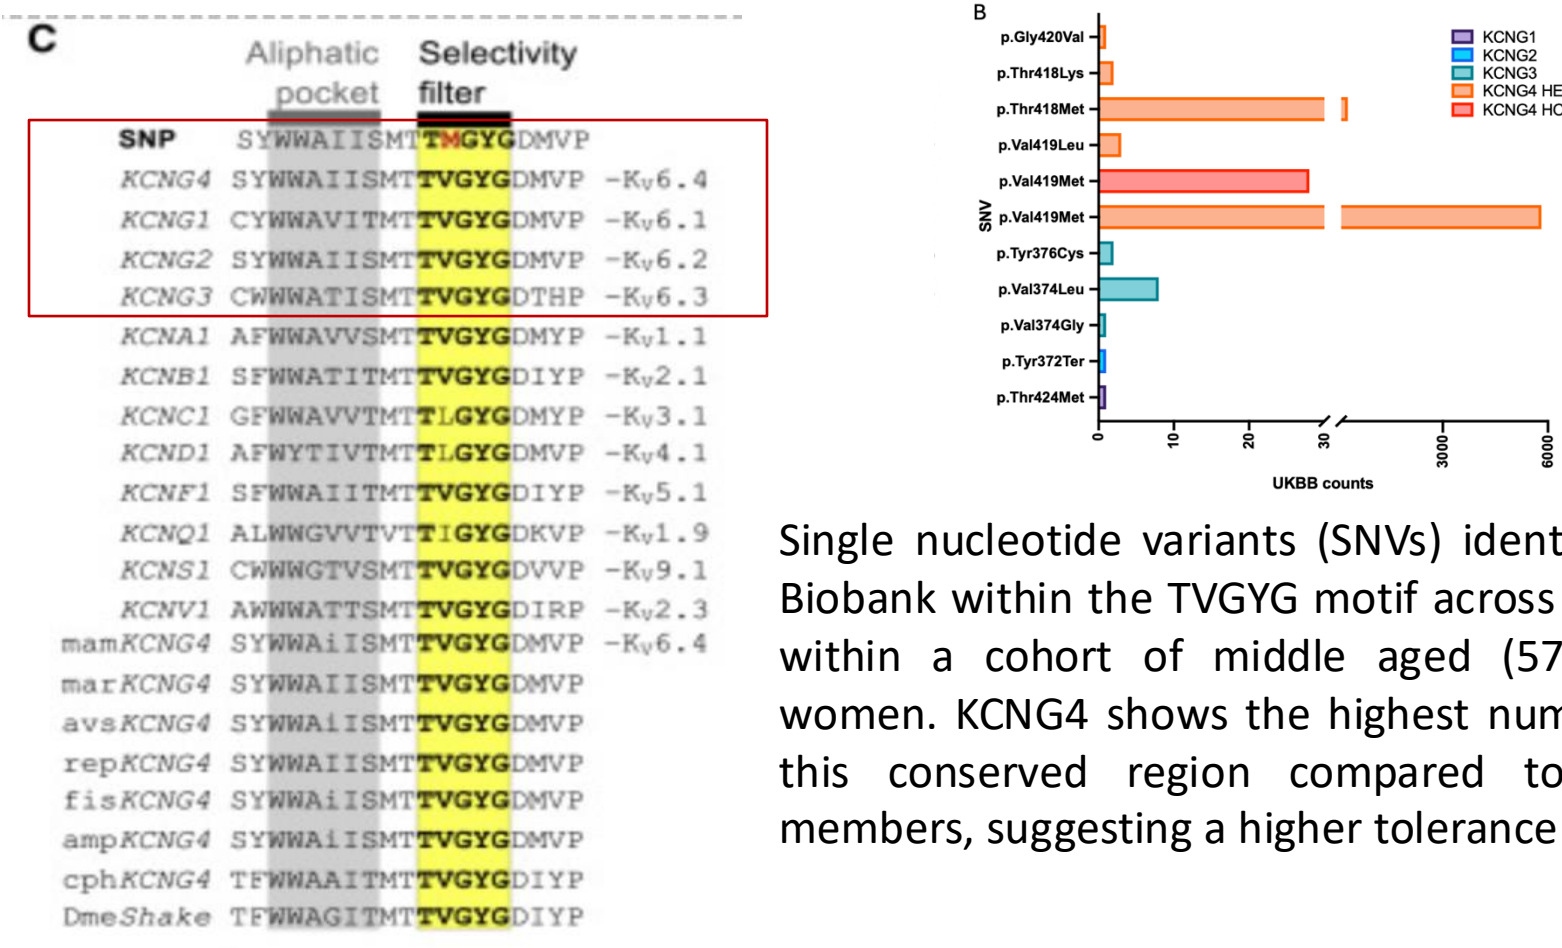 C
Aliphatic pocket
Selectivity filter
SNP SYWWAIISMTTMGYGDMVP
KCNG4 SYWWAIISMTTVGYGDMVP -Kv6.4
KCNG1 CYWWAVITMTTVGYGDMVP -Kv6.1
KCNG2 SYWWAIISMTTVGYGDMVP -Kv6.2
KCNG3 CWWWATISMTTVGYGDTHP -Kv6.3
KCNA1 AFWWAVVSMTTVGYGDMYP -Kv1.1
KCNB1 SFWWATITMTTVGYGDIYP -Kv2.1
KCNC1 GFWWAVVTMTTLGYGDMYP -Kv3.1
KCND1 AFWYTIVTMTTLGYGDMVP -Kv4.1
KCNF1 SFWWAIITMTTVGYGDIYP -Kv5.1
KCNQ1 ALWWGVVTVTTIGYGDKVP -Kv1.9
KCNS1 CWWWGTVSMTTVGYGDVVP -Kv9.1
KCNV1 AWWWATTSMTTVGYGDIRP -Kv2.3
mamKCNG4 SYWWAiISMTTVGYGDMVP -Kv6.4
marKCNG4 SYWWAIISMTTVGYGDMVP
avsKCNG4 SYWWAiISMTTVGYGDMVP
repKCNG4 SYWWAIISMTTVGYGDMVP
fisKCNG4 SYWWAiISMTTVGYGDMVP
ampKCNG4 SYWWAiISMTTVGYGDMVP
cphKCNG4 TFWWAAITMTTVGYGDIYP
DmeShake TFWWAGITMTTVGYGDIYP
B
p.Gly420Val
p.Thr418Lys
p.Thr418Met
p.Val419Leu
p.Val419Met
p.Val419Met
p.Tyr376Cys
p.Val374Leu
p.Val374Gly
p.Tyr372Ter
p.Thr424Met
SNV
0 10 20 30 3000 6000
UKBB counts
KCNG1
KCNG2
KCNG3
KCNG4 HE
KCNG4 HO
Single nucleotide variants (SNVs) ident
Biobank within the TVGYG motif across
within a cohort of middle aged (57
women. KCNG4 shows the highest num
this conserved region compared to
members, suggesting a higher tolerance